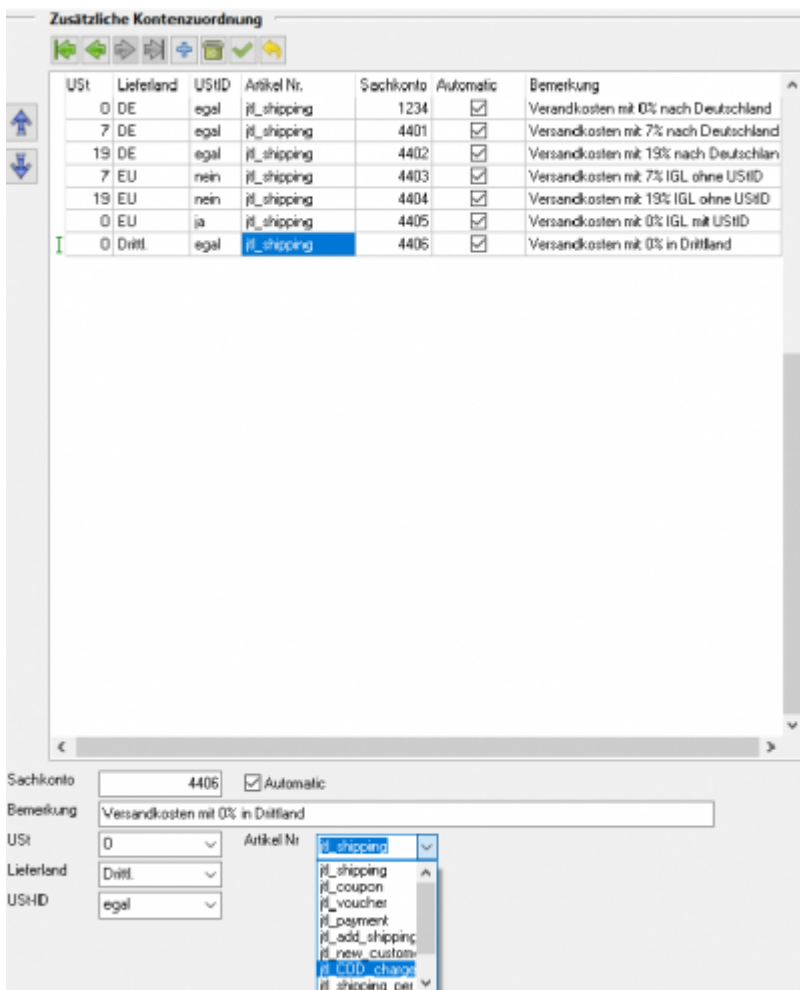 Zusätzliche Kontenzuordnung
USt Lieferland UStID Artikel Nr. Sachkonto Automatic Bemerkung
0 DE egal jtl_shipping 1234 Verandkosten mit 0% nach Deutschland
7 DE egal jtl_shipping 4401 Versandkosten mit 7% nach Deutschland
19 DE egal jtl_shipping 4402 Versandkosten mit 19% nach Deutschlan
7 EU nein jtl_shipping 4403 Versandkosten mit 7% IGL ohne UStID
19 EU nein jtl_shipping 4404 Versandkosten mit 19% IGL ohne UStID
0 EU ja jtl_shipping 4405 Versandkosten mit 0% IGL mit UStID
0 Drittl. egal jtl_shipping 4406 Versandkosten mit 0% in Drittland
Sachkonto 4406 Automatic
Bemerkung Versandkosten mit 0% in Drittland
USt 0 Artikel Nr jtl_shipping
Lieferland Drittl.
USt-ID egal
jtl_shipping
jtl_coupon
jtl_voucher
jtl_payment
jtl_add_shipping
jtl_new_custom
jtl_COD_charge
jtl_shipping_per